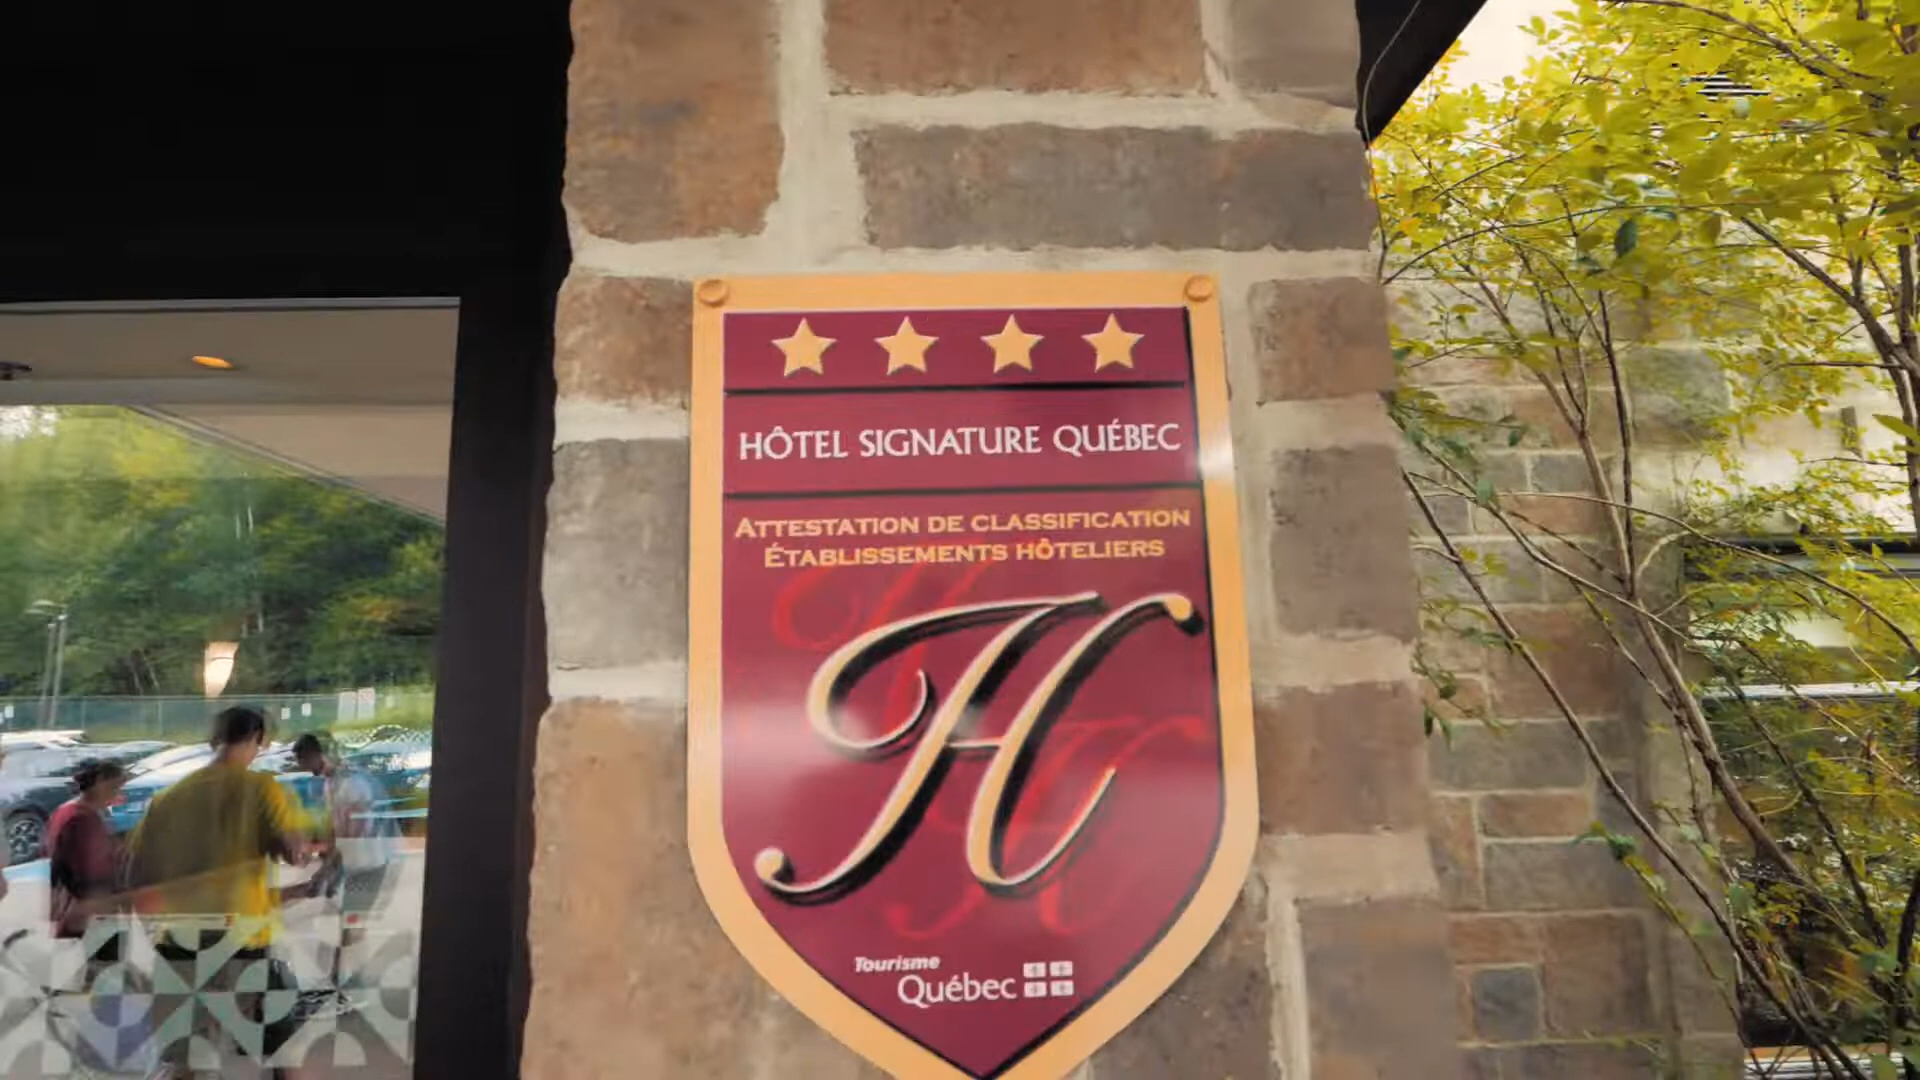 HÔTEL SIGNATURE QUÉBEC
ATTESTATION DE CLASSIFICATION
ÉTABLISSEMENTS HÔTELIERS
H
Tourisme
Québec